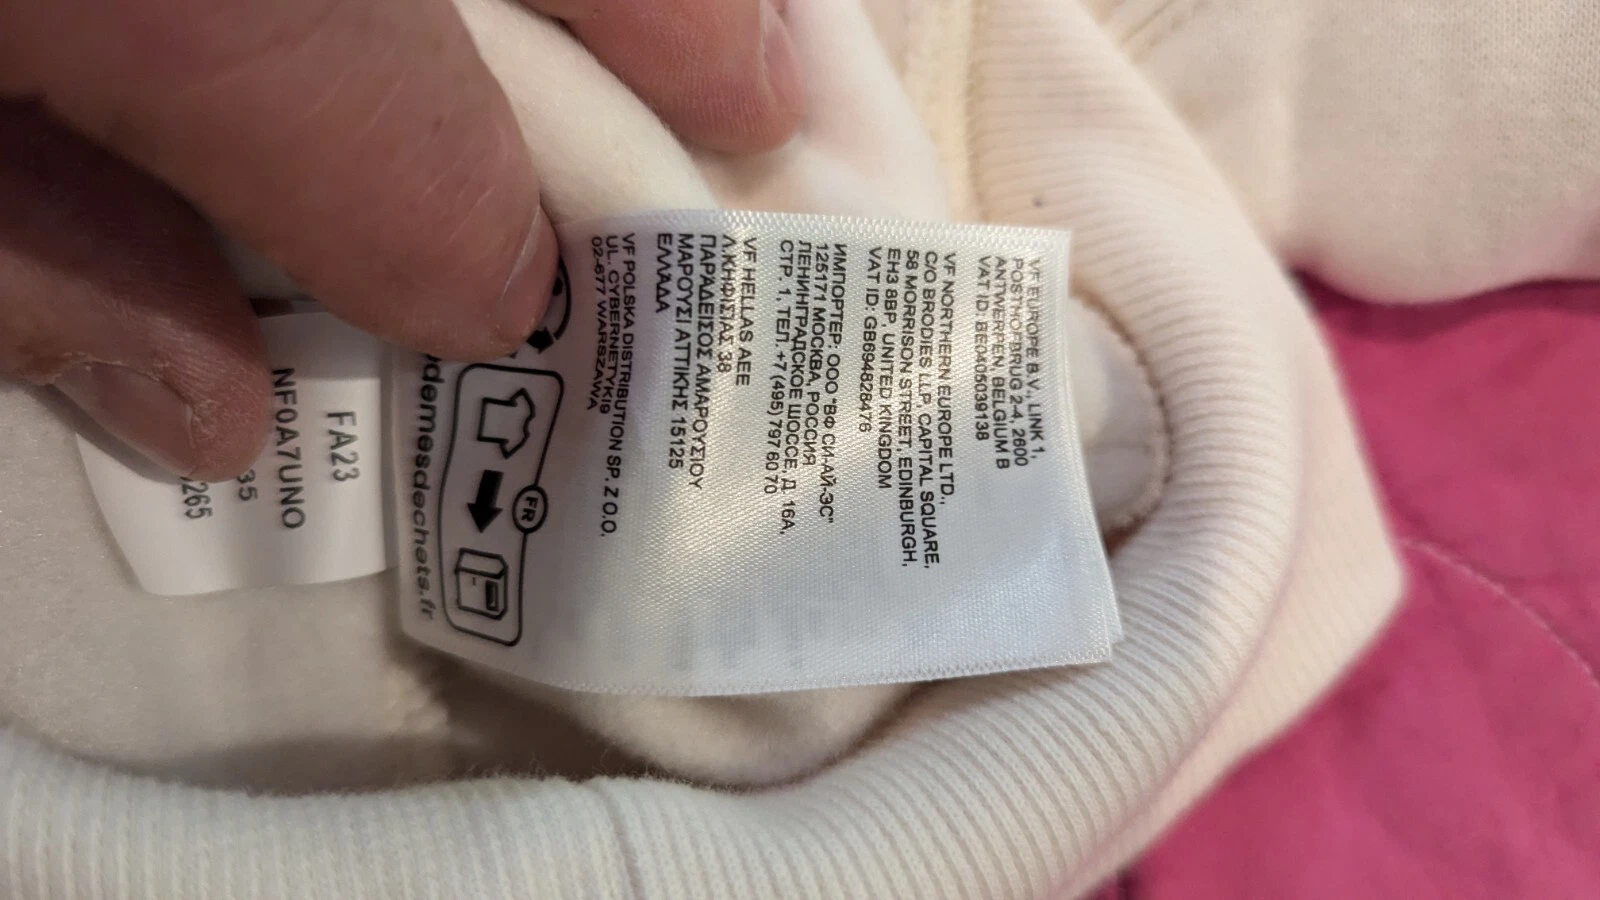 VF EUROPE B.V., LINK 1,
POSTHOFBRUG 2-4, 2600
ANTWERPEN, BELGIUM B
VAT ID: BE0405039138
VF NORTHERN EUROPE LTD.,
C/O BRODIES LLP, CAPITAL SQUARE,
58 MORRISON STREET, EDINBURGH,
EH3 8BP, UNITED KINGDOM
VAT ID: GB694828476
ИМПОРТЕР: ООО "ВФ СИ-АЙ-ЭС"
125171 МОСКВА, РОССИЯ
ЛЕНИНГРАДСКОЕ ШОССЕ, Д. 16А,
СТР. 1, ТЕЛ. +7 (495) 797 60 70
VF HELLAS AEE
Λ.ΚΗΦΙΣΙΑΣ 38
ΠΑΡΑΔΕΙΣΟΣ ΑΜΑΡΟΥΣΙΟΥ
ΜΑΡΟΥΣΙ ΑΤΤΙΚΗΣ 15125
ΕΛΛΑΔΑ
VF POLSKA DISTRIBUTION SP. Z O.O.
UL. CYBERNETYKI9
02-677 WARSZAWA
FR
demesdechets.fr
FA23
NF0A7UNO
35
265